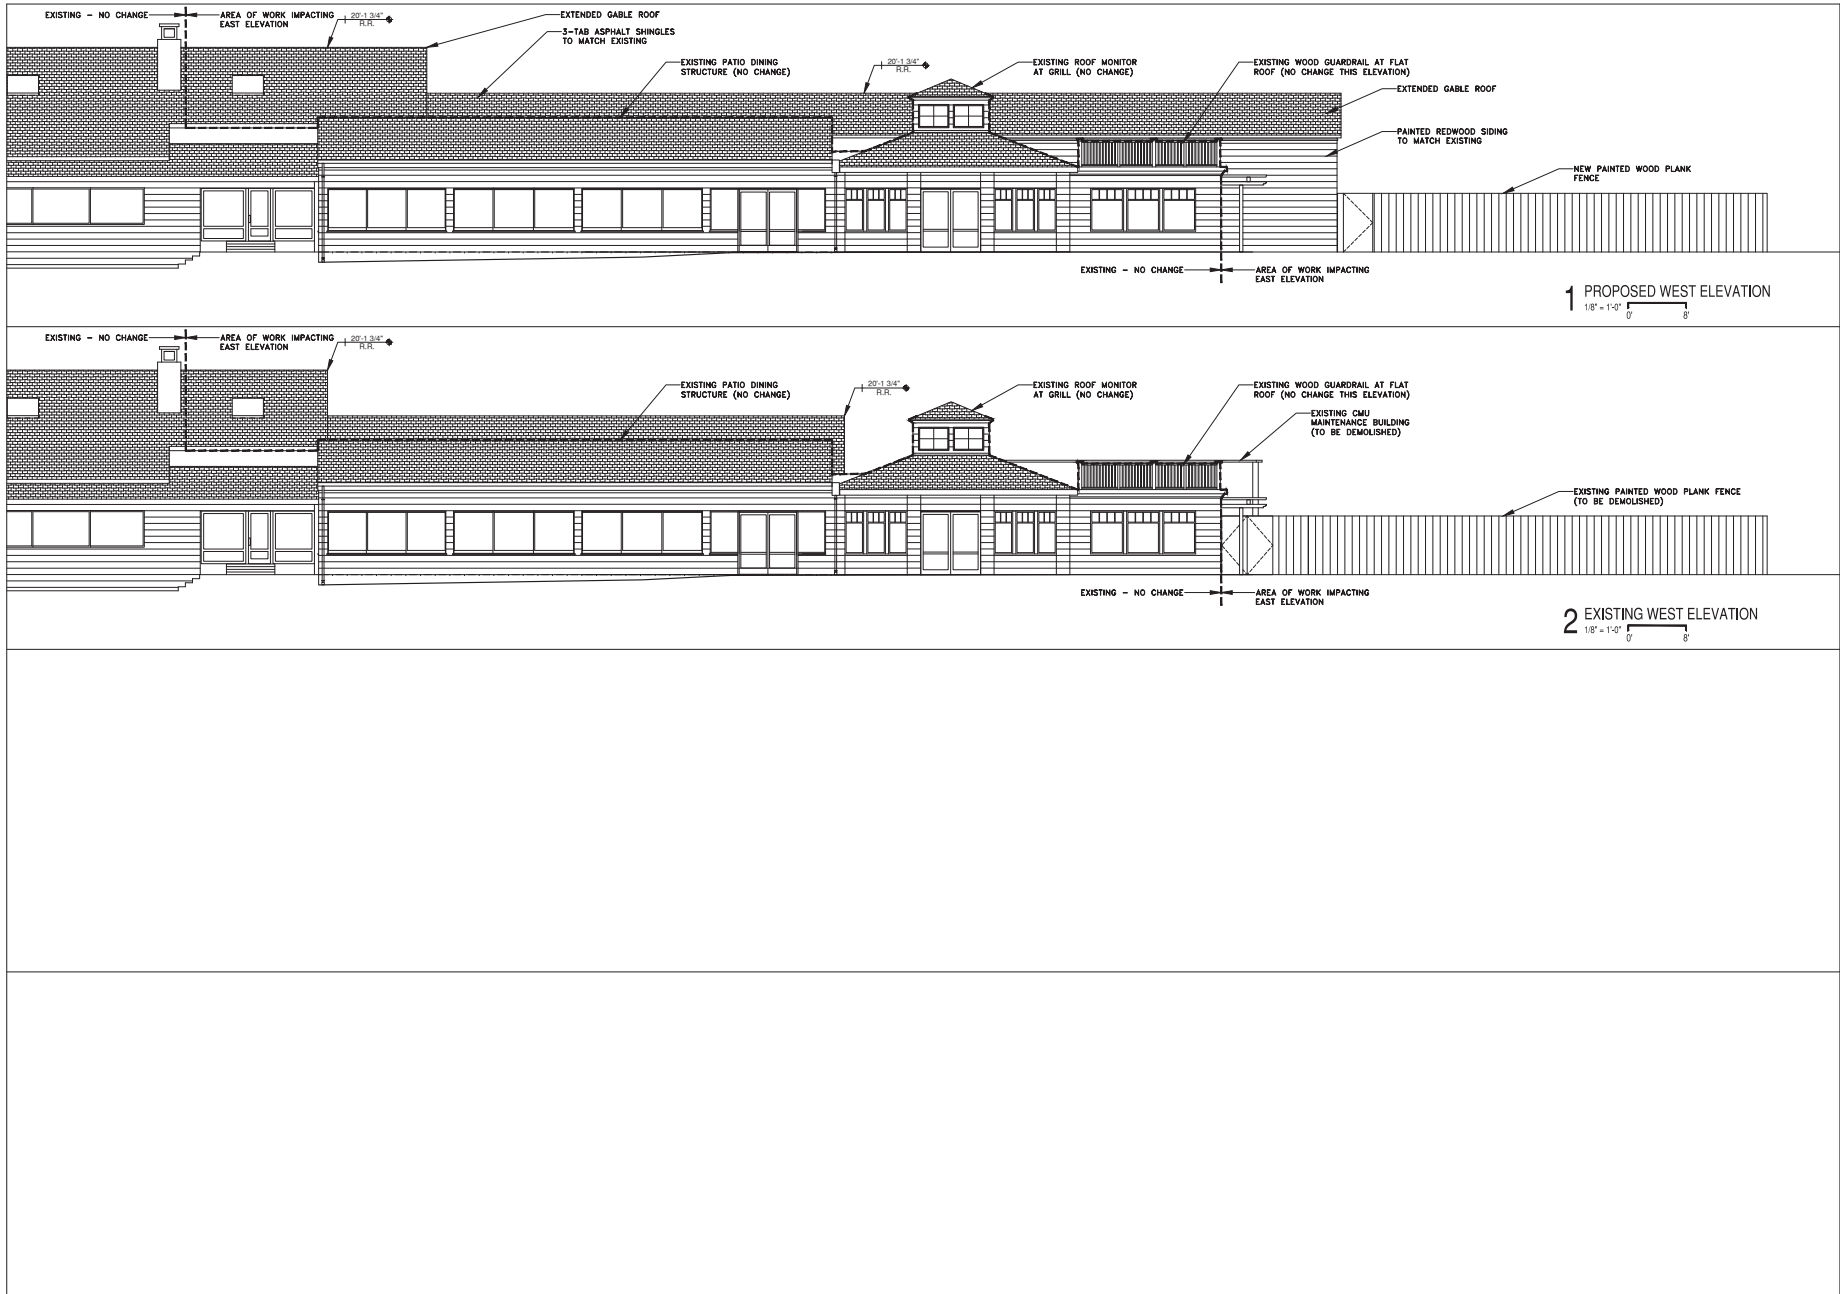 EXISTING - NO CHANGE
AREA OF WORK IMPACTING
EAST ELEVATION
20'-1 3/4"
R.R.
EXTENDED GABLE ROOF
3-TAB ASPHALT SHINGLES
TO MATCH EXISTING
EXISTING PATIO DINING
STRUCTURE (NO CHANGE)
20'-1 3/4"
R.R.
EXISTING ROOF MONITOR
AT GRILL (NO CHANGE)
EXISTING WOOD GUARDRAIL AT FLAT
ROOF (NO CHANGE THIS ELEVATION)
EXTENDED GABLE ROOF
PAINTED REDWOOD SIDING
TO MATCH EXISTING
NEW PAINTED WOOD PLANK
FENCE
EXISTING - NO CHANGE
AREA OF WORK IMPACTING
EAST ELEVATION
1 PROPOSED WEST ELEVATION
1/8" = 1'-0"
0' 8'
EXISTING - NO CHANGE
AREA OF WORK IMPACTING
EAST ELEVATION
20'-1 3/4"
R.R.
EXISTING PATIO DINING
STRUCTURE (NO CHANGE)
20'-1 3/4"
R.R.
EXISTING ROOF MONITOR
AT GRILL (NO CHANGE)
EXISTING WOOD GUARDRAIL AT FLAT
ROOF (NO CHANGE THIS ELEVATION)
EXISTING CMU
MAINTENANCE BUILDING
(TO BE DEMOLISHED)
EXISTING PAINTED WOOD PLANK FENCE
(TO BE DEMOLISHED)
EXISTING - NO CHANGE
AREA OF WORK IMPACTING
EAST ELEVATION
2 EXISTING WEST ELEVATION
1/8" = 1'-0"
0' 8'